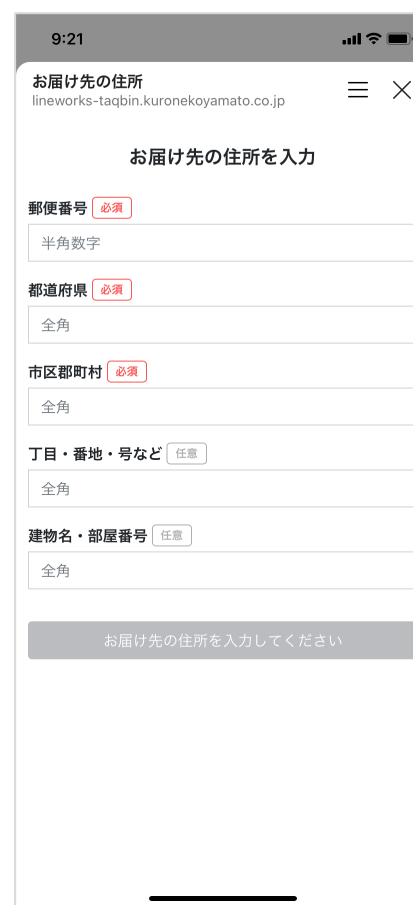 9:21
お届け先の住所
lineworks-taqbin.kuronekoyamato.co.jp
お届け先の住所を入力
郵便番号 必須
半角数字
都道府県 必須
全角
市区郡町村 必須
全角
丁目・番地・号など 任意
全角
建物名・部屋番号 任意
全角
お届け先の住所を入力してください